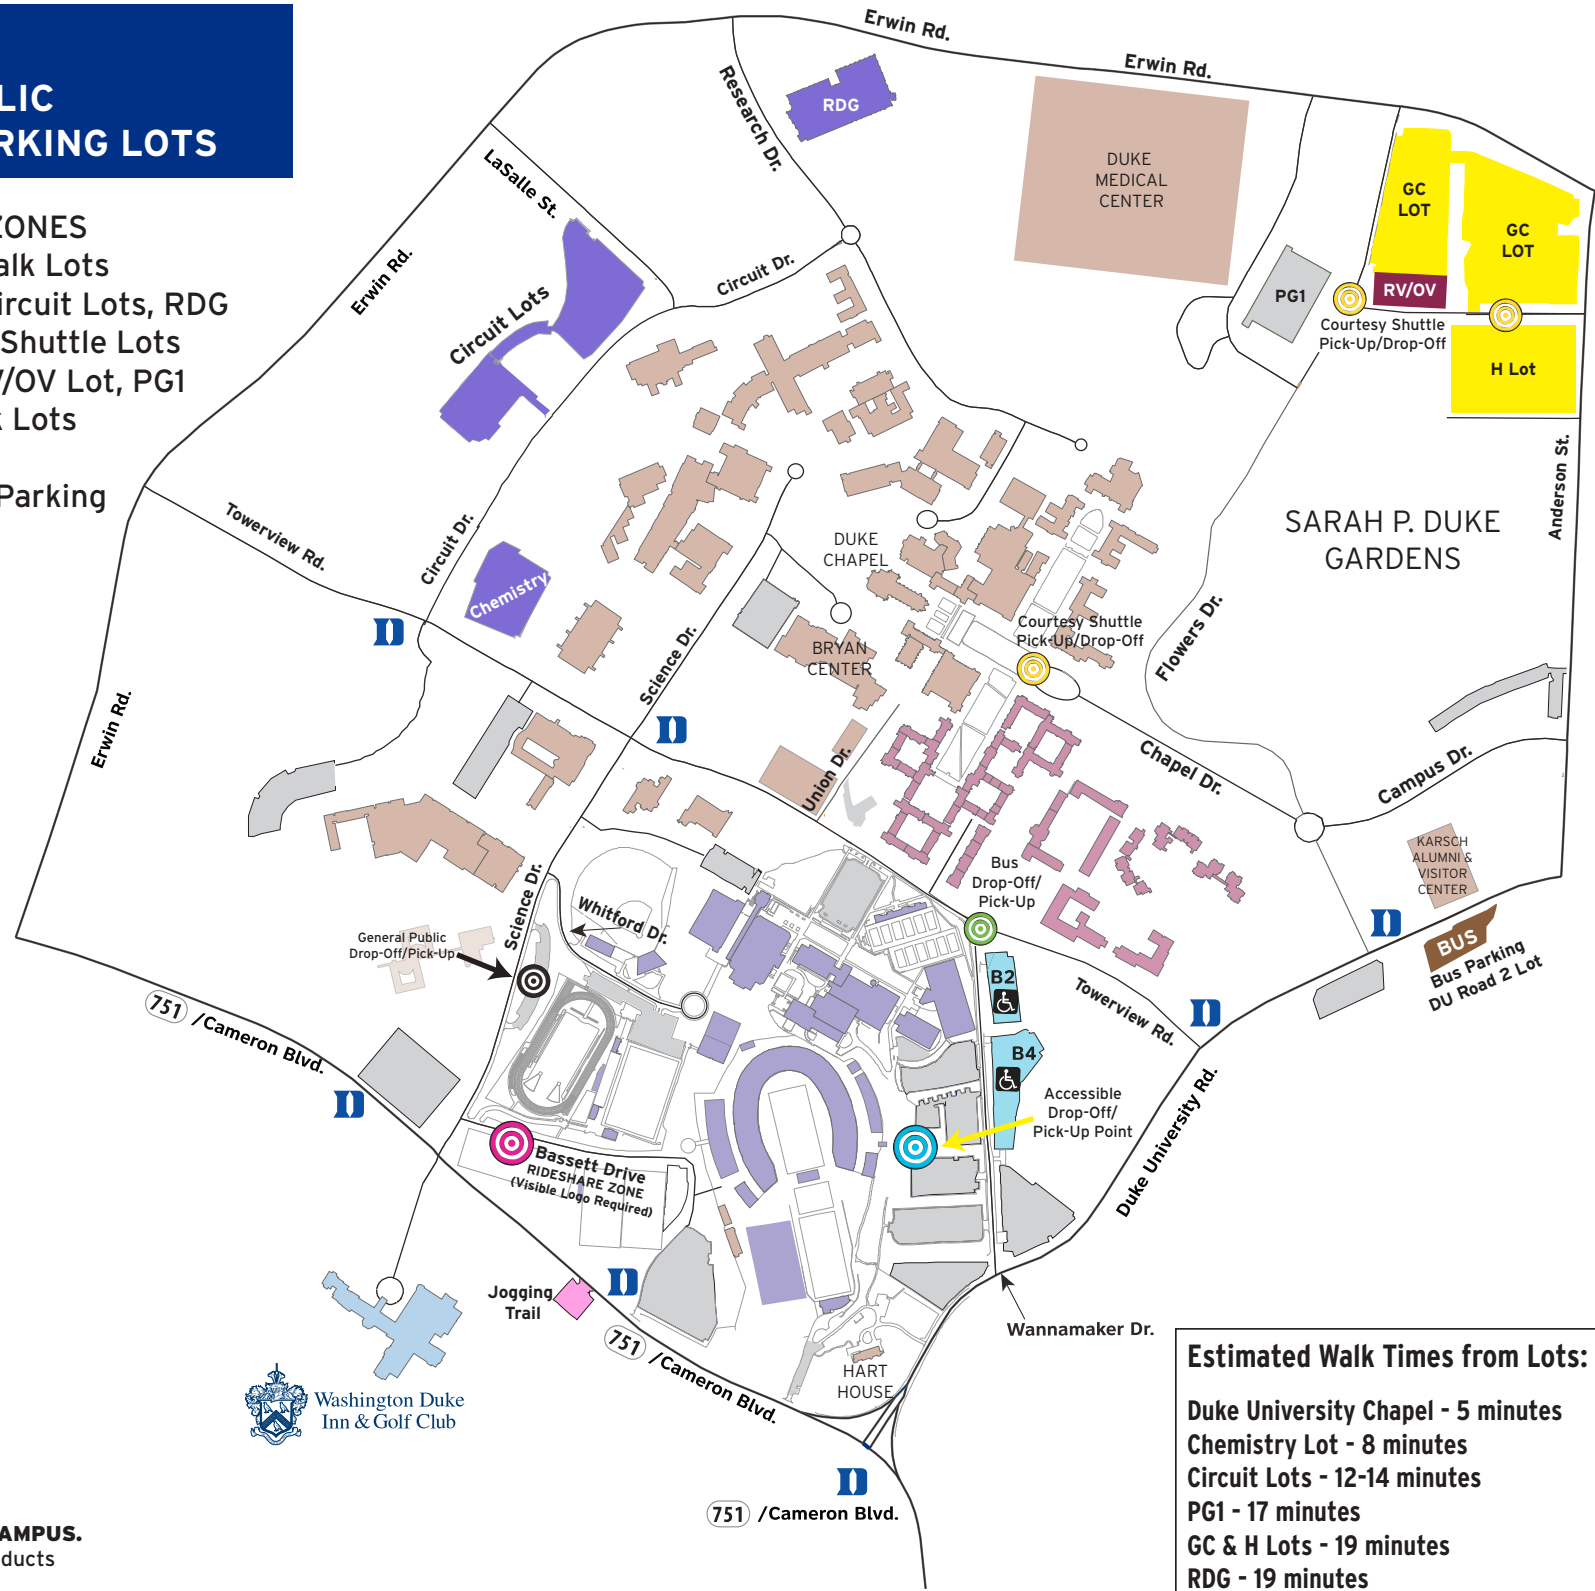 LIC
RKING LOTS
ZONES
alk Lots
ircuit Lots, RDG
Shuttle Lots
V/OV Lot, PG1
k Lots
Parking
Erwin Rd.
Erwin Rd.
Research Dr.
RDG
DUKE
MEDICAL
CENTER
GC
LOT
GC
LOT
LaSalle St.
Erwin Rd.
Circuit Dr.
PG1
RV/OV
Circuit Lots
Courtesy Shuttle
Pick-Up/Drop-Off
H Lot
Anderson St.
Towerview Rd.
Circuit Dr.
Chemistry
DUKE
CHAPEL
SARAH P. DUKE
GARDENS
Science Dr.
BRYAN
CENTER
Courtesy Shuttle
Pick-Up/Drop-Off
Flowers Dr.
Erwin Rd.
D
D
Union Dr.
Chapel Dr.
Campus Dr.
KARSCH
ALUMNI &
VISITOR
CENTER
Bus
Drop-Off/
Pick-Up
Science Dr.
Whitford Dr.
General Public
Drop-Off/Pick-Up
D
BUS
Bus Parking
DU Road 2 Lot
B2
Towerview Rd.
D
751 /Cameron Blvd.
B4
D
Accessible
Drop-Off/
Pick-Up Point
Duke University Rd.
Bassett Drive
RIDESHARE ZONE
(Visible Logo Required)
D
Jogging
Trail
Wannamaker Dr.
751 /Cameron Blvd.
HART
HOUSE
Washington Duke
Inn & Golf Club
D
751 /Cameron Blvd.
Estimated Walk Times from Lots:
Duke University Chapel - 5 minutes
Chemistry Lot - 8 minutes
Circuit Lots - 12-14 minutes
PG1 - 17 minutes
GC & H Lots - 19 minutes
RDG - 19 minutes
AMPUS.
ducts